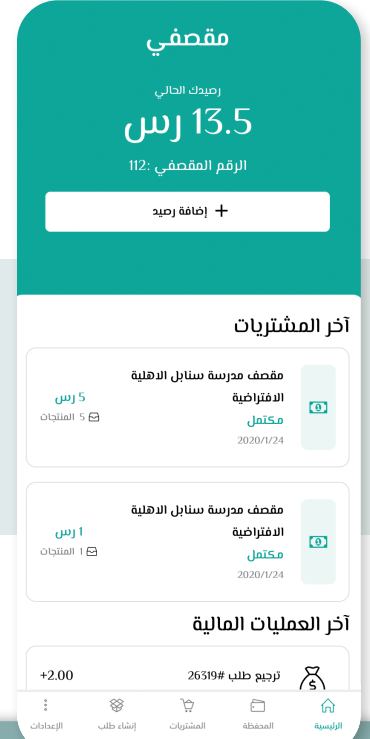 مقصفي
رصيدك الحالي
13.5 رس
الرقم المقصفي :112
+ إضافة رصيد
آخر المشتريات
مقصف مدرسة سنابل الاهلية
الافتراضية
5 رس
مكتمل
5 المنتجات
2020/1/24
مقصف مدرسة سنابل الاهلية
الافتراضية
1 رس
مكتمل
1 المنتجات
2020/1/24
آخر العمليات المالية
ترجيع طلب #26319
+2.00
الرئيسية
المحفظة
المشتريات
إنشاء طلب
الإعدادات